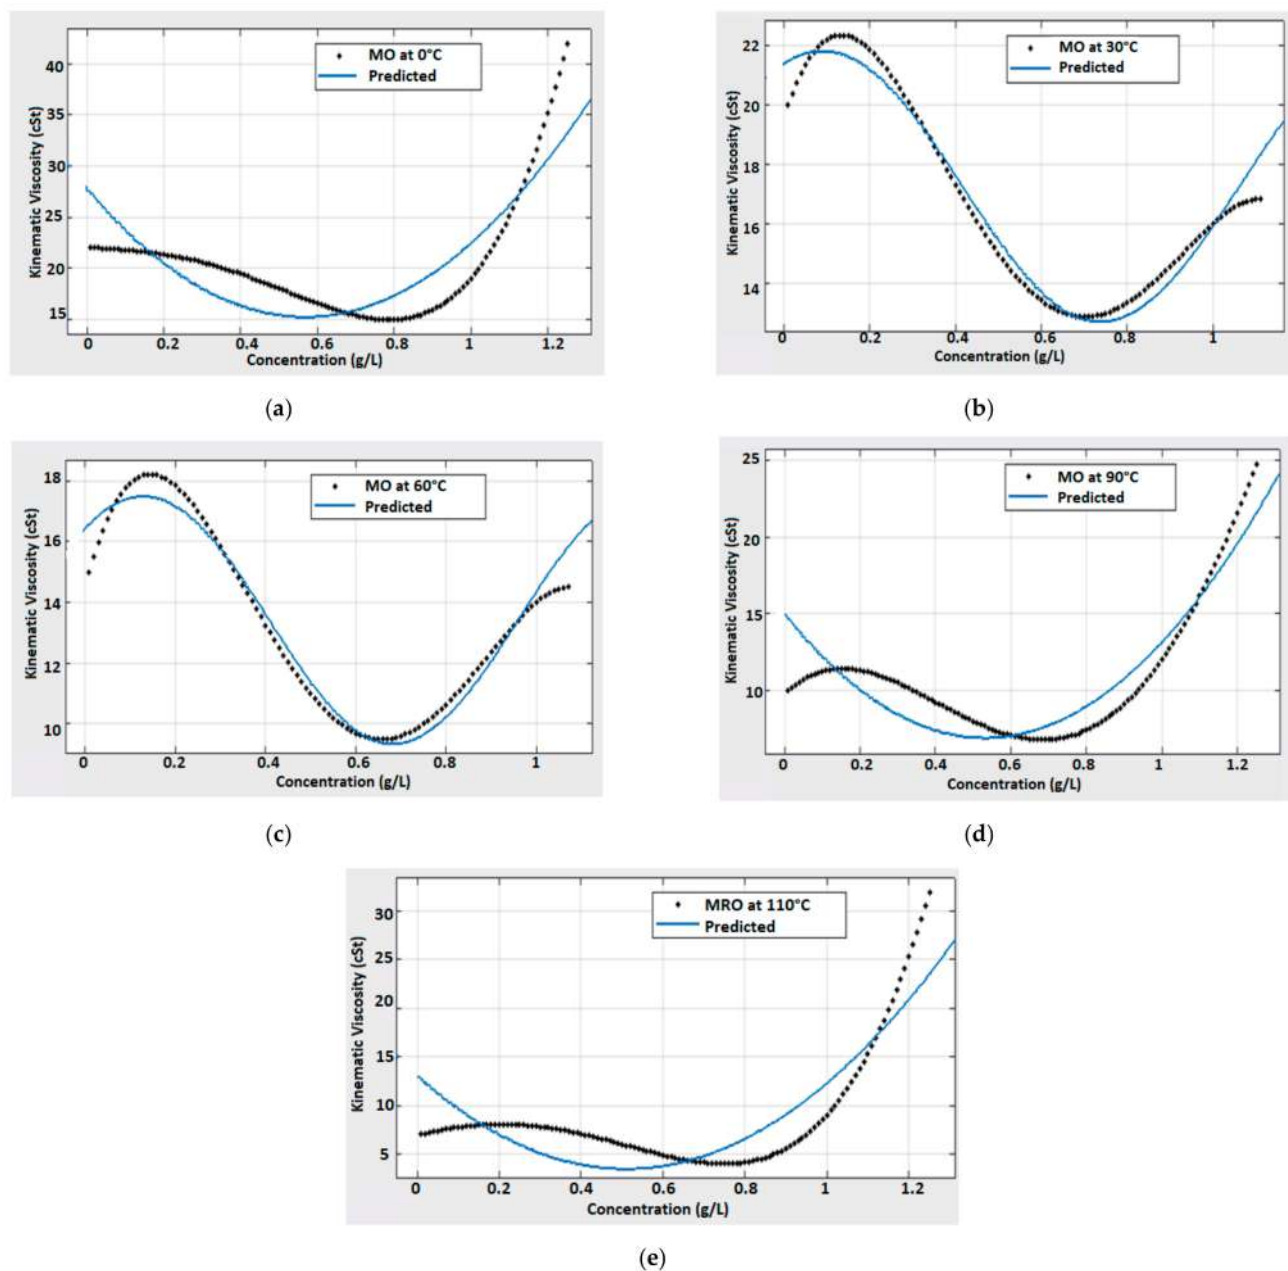 MO at 0°C
Predicted
Kinematic Viscosity (cSt)
40
35
30
25
20
15
0 0.2 0.4 0.6 0.8 1 1.2
Concentration (g/L)
(a)
MO at 30°C
Predicted
Kinematic Viscosity (cSt)
22
20
18
16
14
0 0.2 0.4 0.6 0.8 1
Concentration (g/L)
(b)
MO at 60°C
Predicted
Kinematic Viscosity (cSt)
18
16
14
12
10
0 0.2 0.4 0.6 0.8 1
Concentration (g/L)
(c)
MO at 90°C
Predicted
Kinematic Viscosity (cSt)
25
20
15
10
0 0.2 0.4 0.6 0.8 1 1.2
Concentration (g/L)
(d)
MRO at 110°C
Predicted
Kinematic Viscosity (cSt)
30
25
20
15
10
5
0 0.2 0.4 0.6 0.8 1 1.2
Concentration (g/L)
(e)